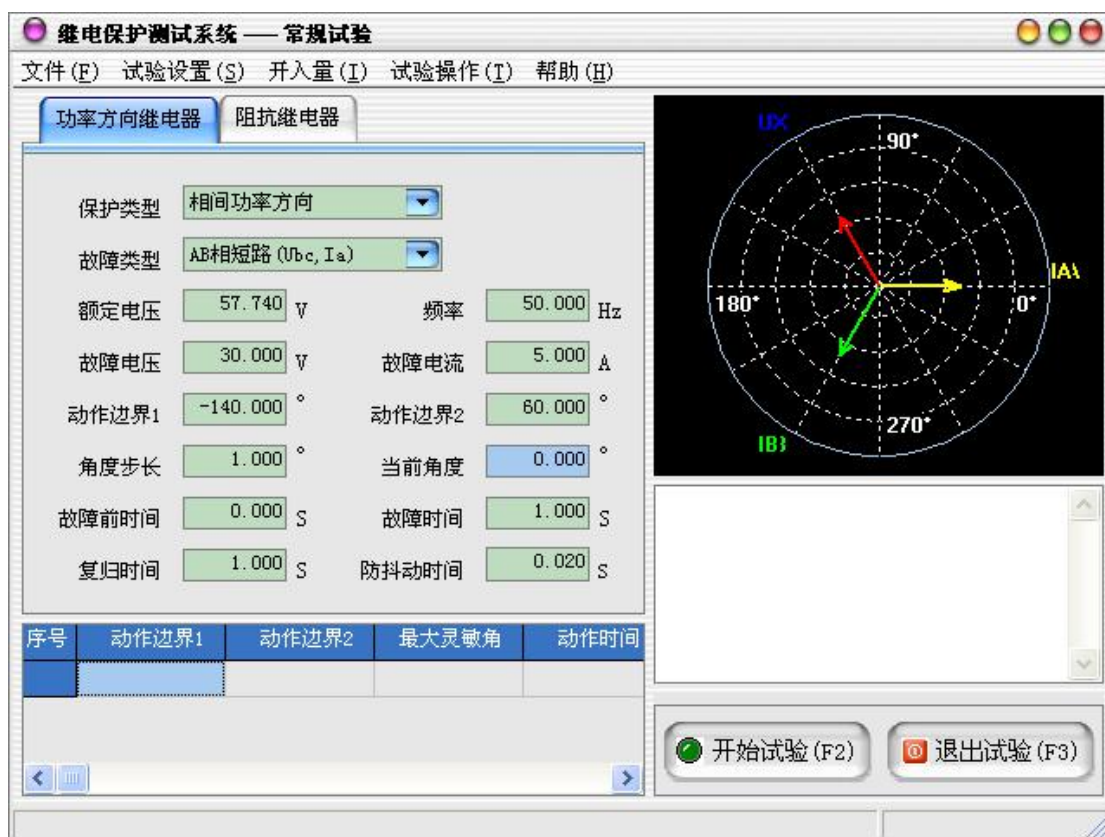 继电保护测试系统 —— 常规试验
文件(F) 试验设置(S) 开入量(I) 试验操作(T) 帮助(H)
功率方向继电器 阻抗继电器
保护类型 相间功率方向
故障类型 AB相短路(Ubc,Ia)
额定电压 57.740 V 频率 50.000 Hz
故障电压 30.000 V 故障电流 5.000 A
动作边界1 -140.000 ° 动作边界2 60.000 °
角度步长 1.000 ° 当前角度 0.000 °
故障前时间 0.000 S 故障时间 1.000 S
复归时间 1.000 S 防抖动时间 0.020 S
序号 动作边界1 动作边界2 最大灵敏角 动作时间
90°
180°
0°
270°
开始试验(F2) 退出试验(F3)